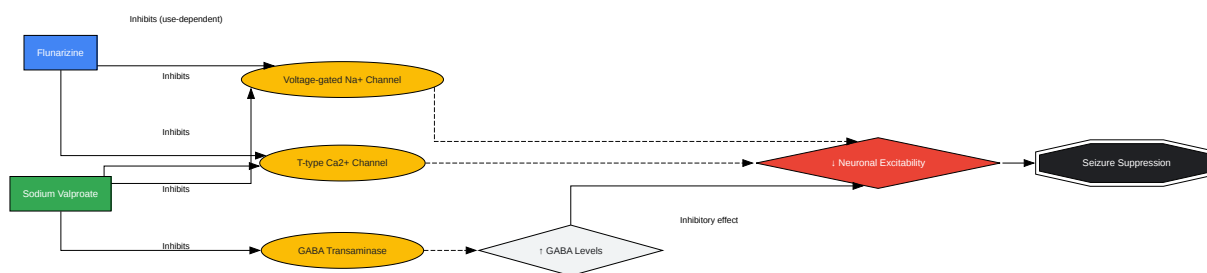 Inhibits (use-dependent)
Flunarizine
Inhibits
Voltage-gated Na+ Channel
Inhibits
T-type Ca2+ Channel
↓ Neuronal Excitability
Seizure Suppression
Sodium Valproate
Inhibits
Inhibitory effect
Inhibits
GABA Transaminase
↑ GABA Levels